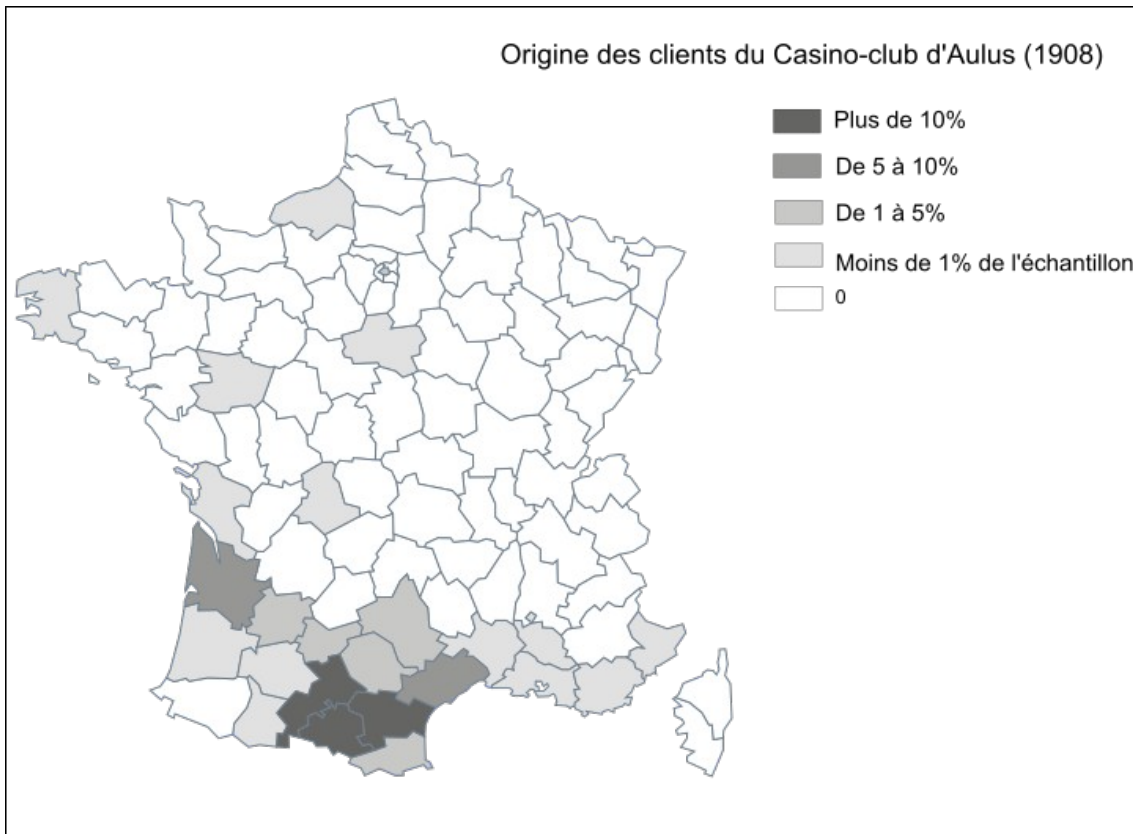 Origine des clients du Casino-club d'Aulus (1908)
Plus de 10%
De 5 à 10%
De 1 à 5%
Moins de 1% de l'échantillon
0